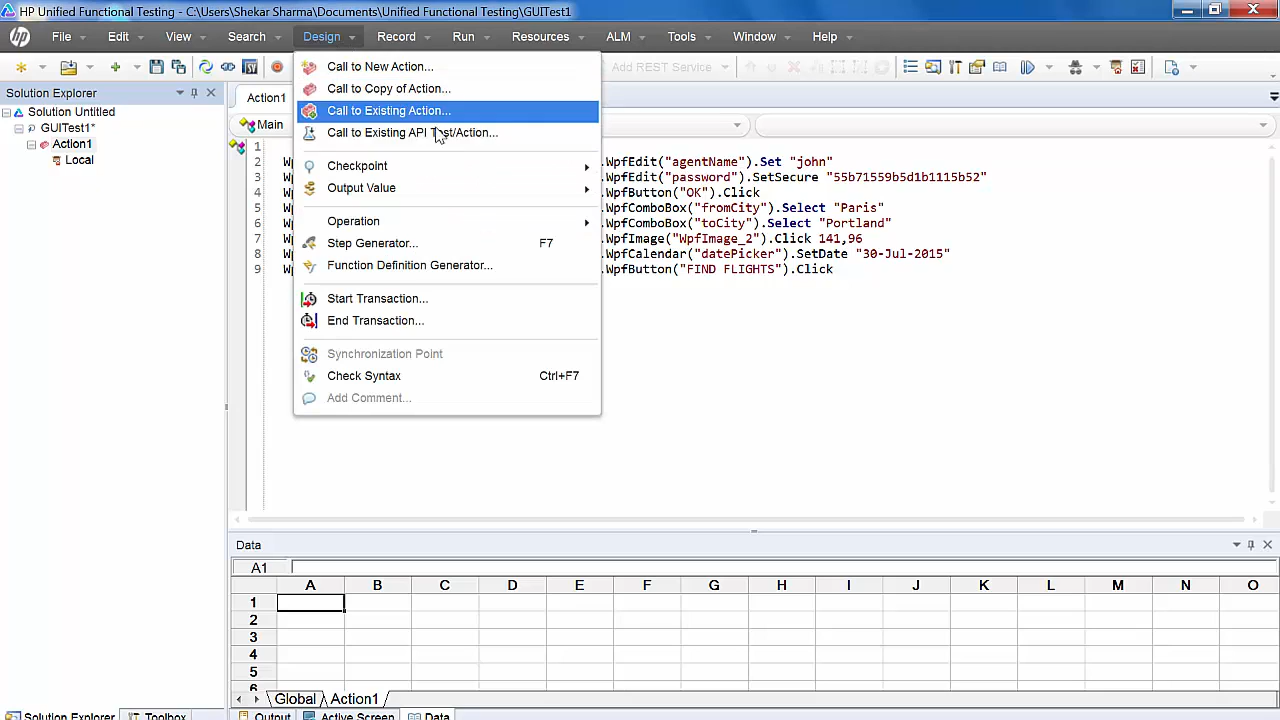 HP Unified Functional Testing - C:\Users\Shekar Sharma\Documents\Unified Functional Testing\GUITest1
hp File Edit View Search Design Record Run Resources ALM Tools Window Help
Add REST Service
Solution Explorer
Solution Untitled
GUITest1*
Action1
Local
Call to New Action...
Call to Copy of Action...
Call to Existing Action...
Call to Existing API Test/Action...
Checkpoint
Output Value
Operation
Step Generator... F7
Function Definition Generator...
Start Transaction...
End Transaction...
Synchronization Point
Check Syntax Ctrl+F7
Add Comment...
Action1
Main
1
2 .WpfEdit("agentName").Set "john"
3 .WpfEdit("password").SetSecure "55b71559b5d1b1115b52"
4 .WpfButton("OK").Click
5 .WpfComboBox("fromCity").Select "Paris"
6 .WpfComboBox("toCity").Select "Portland"
7 .WpfImage("WpfImage_2").Click 141,96
8 .WpfCalendar("datePicker").SetDate "30-Jul-2015"
9 .WpfButton("FIND FLIGHTS").Click
Data
A1
A B C D E F G H I J K L M N O
1
2
3
4
5
6
Global Action1
Solution Explorer Toolbox Output Active Screen Data